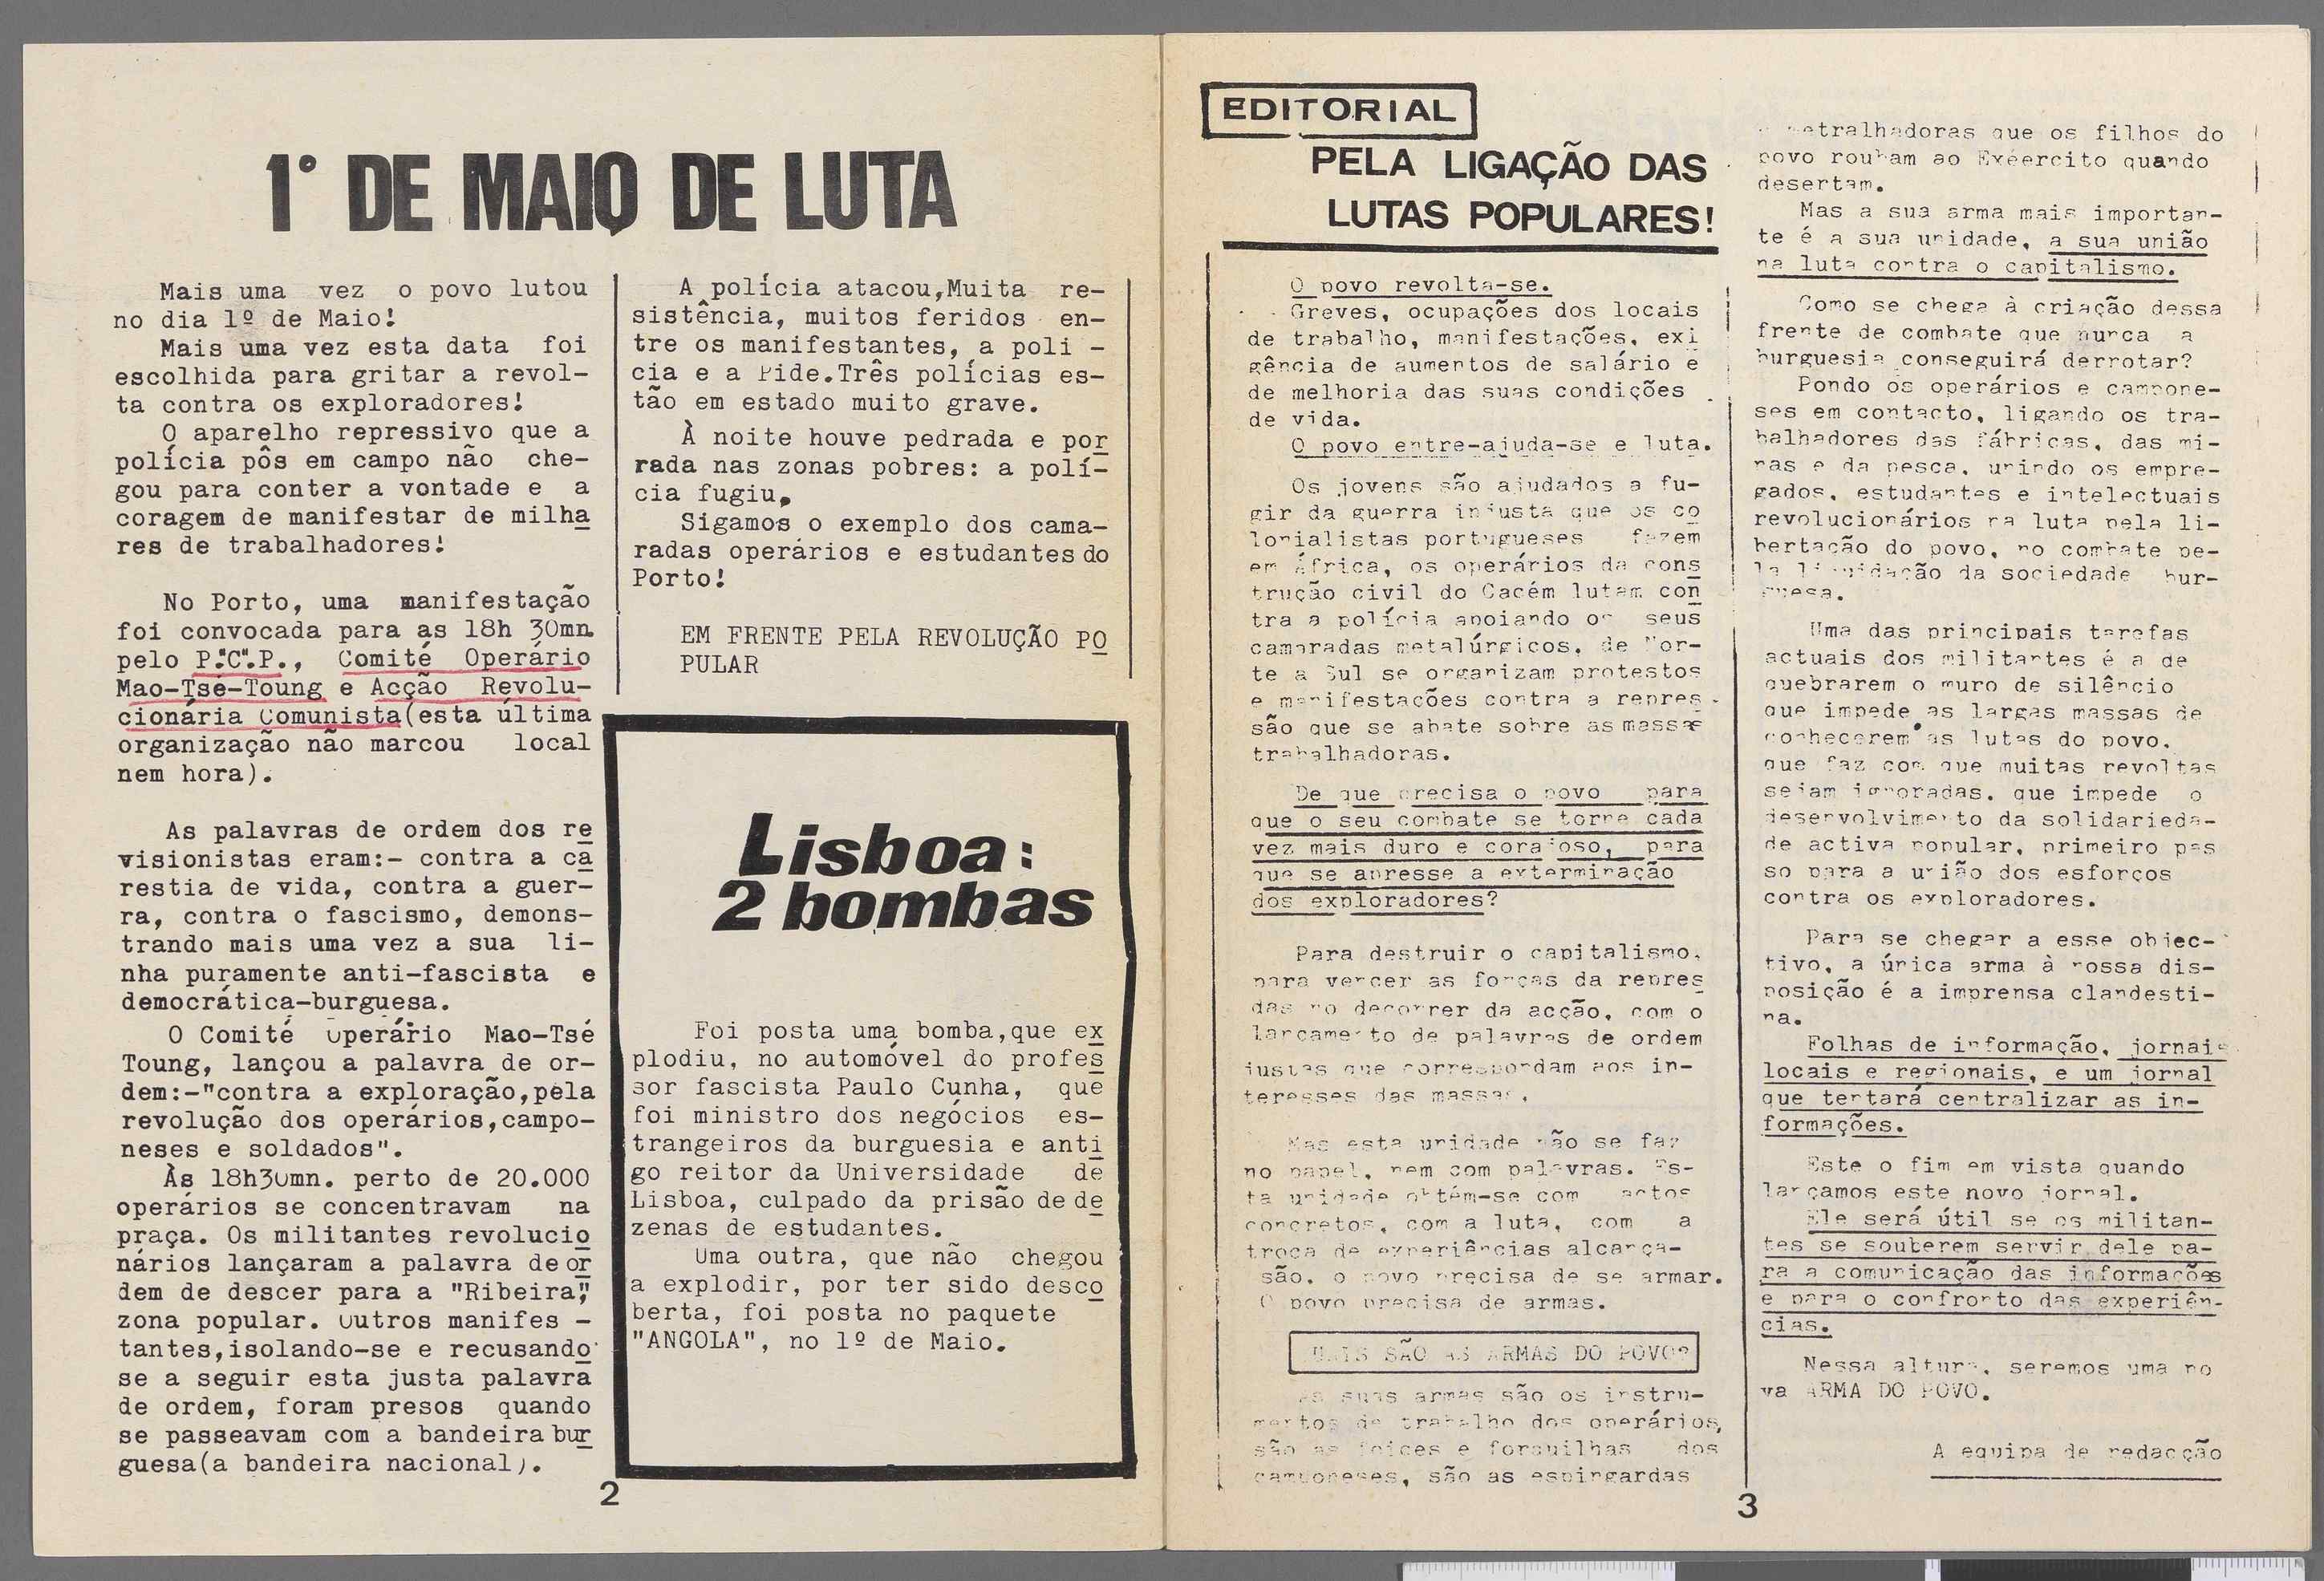 1º DE MAIO DE LUTA
Mais uma vez o povo lutou
no dia 1º de Maio!
Mais uma vez esta data foi
escolhida para gritar a revol-
ta contra os exploradores!
O aparelho repressivo que a
polícia pôs em campo não che-
gou para conter a vontade e a
coragem de manifestar de milha
res de trabalhadores!
No Porto, uma manifestação
foi convocada para as 18h 30mn.
pelo P."C".P., Comité Operário
Mao-Tsé-Toung e Acção Revolu-
cionária Comunista(esta última
organização não marcou local
nem hora).
As palavras de ordem dos re
visionistas eram:- contra a ca
restia de vida, contra a guer-
ra, contra o fascismo, demons-
trando mais uma vez a sua li-
nha puramente anti-fascista e
democrática-burguesa.
O Comité Operário Mao-Tsé
Toung, lançou a palavra de or-
dem:-"contra a exploração,pela
revolução dos operários,campo-
neses e soldados".
Às 18h30mn. perto de 20.000
operários se concentravam na
praça. Os militantes revolucio
nários lançaram a palavra de or
dem de descer para a "Ribeira",
zona popular. Outros manifes -
tantes,isolando-se e recusando
se a seguir esta justa palavra
de ordem, foram presos quando
se passeavam com a bandeira bur
guesa(a bandeira nacional).
A polícia atacou,Muita re-
sistência, muitos feridos en-
tre os manifestantes, a poli -
cia e a Pide.Três polícias es-
tão em estado muito grave.
À noite houve pedrada e por
rada nas zonas pobres: a polí-
cia fugiu.
Sigamos o exemplo dos cama-
radas operários e estudantes do
Porto!
EM FRENTE PELA REVOLUÇÃO PO
PULAR
Lisboa:
2 bombas
Foi posta uma bomba,que ex
plodiu, no automóvel do profes
sor fascista Paulo Cunha, que
foi ministro dos negócios es-
trangeiros da burguesia e anti
go reitor da Universidade de
Lisboa, culpado da prisão de de
zenas de estudantes.
Uma outra, que não chegou
a explodir, por ter sido desco
berta, foi posta no paquete
"ANGOLA", no 1º de Maio.
2
EDITORIAL
PELA LIGAÇÃO DAS
LUTAS POPULARES!
O povo revolta-se.
Greves, ocupações dos locais
de trabalho, manifestações, exi
gência de aumentos de salário e
de melhoria das suas condições
de vida.
O povo entre-ajuda-se e luta.
Os jovens são ajudados a fu-
gir da guerra injusta que os co
lonialistas portugueses fazem
em África, os operários da cons
trução civil do Cacém lutam con
tra a polícia apoiando os seus
camaradas metalúrgicos, de Nor-
te a Sul se organizam protestos
e manifestações contra a repres
são que se abate sobre as massas
trabalhadoras.
De que precisa o povo para
que o seu combate se torne cada
vez mais duro e corajoso, para
que se apresse a exterminação
dos exploradores?
Para destruir o capitalismo,
para vencer as forças da repres
das no decorrer da acção, com o
lançamento de palavras de ordem
justas que correspondam aos in-
teresses das massas.
Mas esta unidade não se faz
no papel, nem com palavras. Es-
ta unidade obtém-se com actos
concretos, com a luta, com a
troca de experiências alcança-
são, o povo precisa de se armar.
O povo precisa de armas.
QUAIS SÃO AS ARMAS DO POVO?
As suas armas são os instru-
mentos de trabalho dos operários,
são as foices e forquilhas dos
camponeses, são as espingardas
e metralhadoras que os filhos do
povo roubam ao Exéercito quando
desertam.
Mas a sua arma mais importan-
te é a sua unidade, a sua união
na luta contra o capitalismo.
Como se chega à criação dessa
frente de combate que nunca a
burguesia conseguirá derrotar?
Pondo os operários e campone-
ses em contacto, ligando os tra-
balhadores das fábricas, das mi-
nas e da pesca, unindo os empre-
gados, estudantes e intelectuais
revolucionários na luta pela li-
bertação do povo, no combate pe-
la liquidação da sociedade bur-
guesa.
Uma das principais tarefas
actuais dos militantes é a de
quebrarem o muro de silêncio
que impede as largas massas de
conhecerem as lutas do povo,
que faz com que muitas revoltas
sejam ignoradas, que impede o
desenvolvimento da solidarieda-
de activa popular, primeiro pas
so para a união dos esforços
contra os exploradores.
Para se chegar a esse objec-
tivo, a única arma à nossa dis-
posição é a imprensa clandesti-
na.
Folhas de informação, jornais
locais e regionais, e um jornal
que tentará centralizar as in-
formações.
Este o fim em vista quando
lançamos este novo jornal.
Ele será útil se os militan-
tes se souberem servir dele pa-
ra a comunicação das informações
e para o confronto das experiên-
cias.
Nessa altura, seremos uma no
va ARMA DO POVO.
A equipa de redacção
3